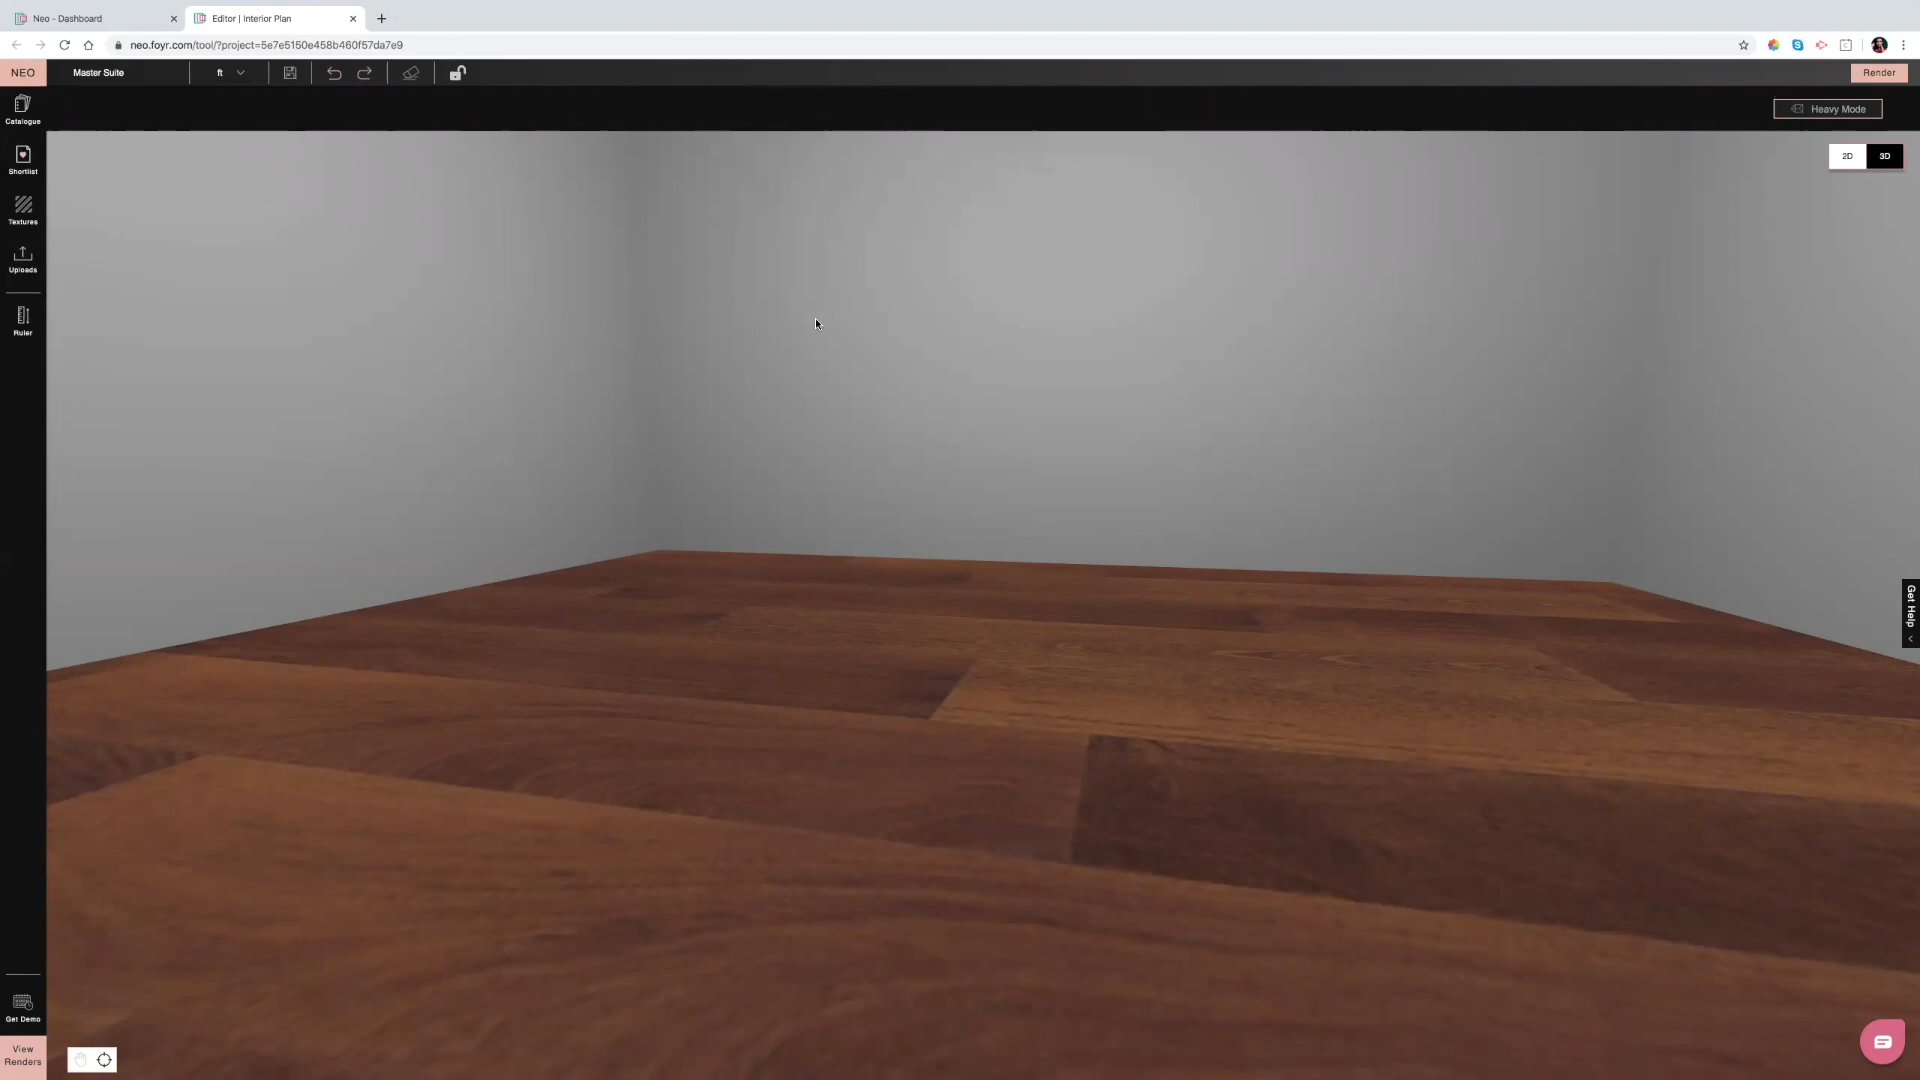 Neo - Dashboard
Editor | Interior Plan
neo.foyr.com/tool/?project=5e7e5150e458b460f57da7e9
NEO
Master Suite
ft
Render
Catalogue
Heavy Mode
Shortlist
2D
3D
Textures
Uploads
Ruler
Get Help
Get Demo
View
Renders